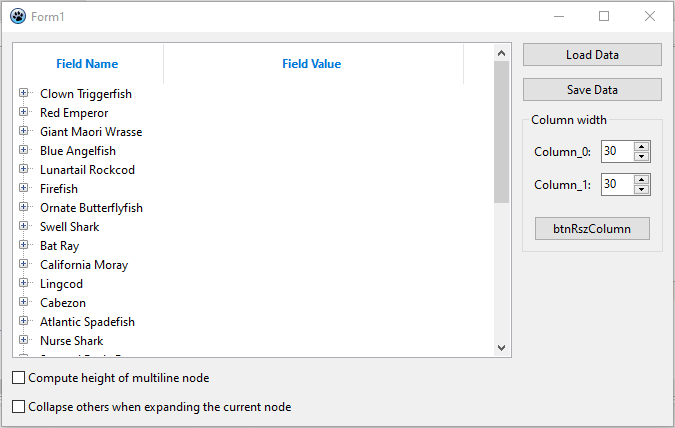 Form1
Field Name Field Value
Clown Triggerfish
Red Emperor
Giant Maori Wrasse
Blue Angelfish
Lunartail Rockcod
Firefish
Ornate Butterflyfish
Swell Shark
Bat Ray
California Moray
Lingcod
Cabezon
Atlantic Spadefish
Nurse Shark
Load Data
Save Data
Column width
Column_0: 30
Column_1: 30
btnRszColumn
Compute height of multiline node
Collapse others when expanding the current node